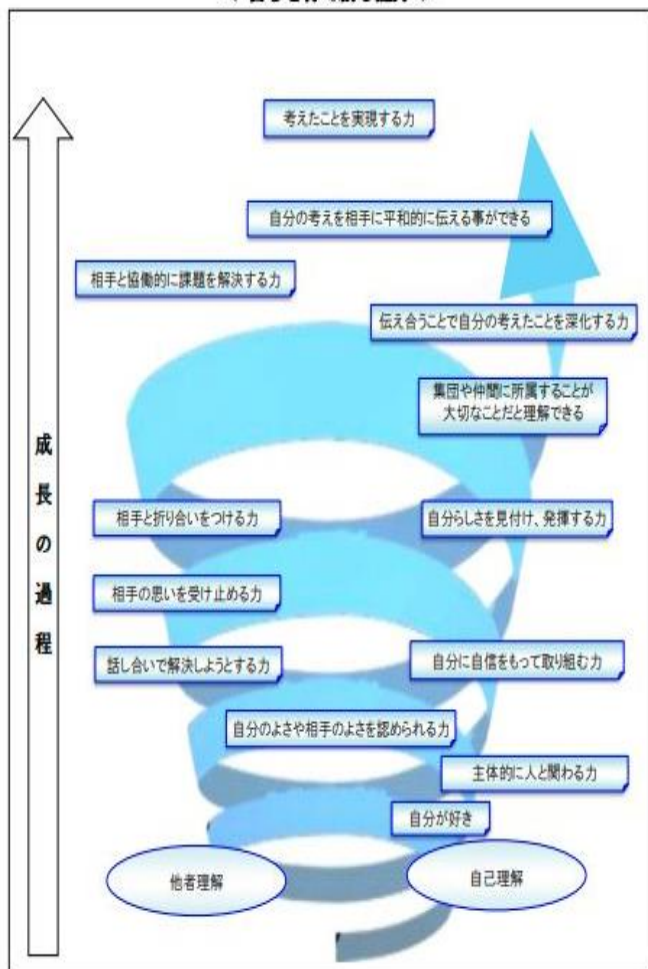 考えたことを実現する力
自分の考えを相手に平和的に伝える事ができる
相手と協働的に課題を解決する力
伝え合うことで自分の考えたことを深化する力
集団や仲間に所属することが
大切なことだと理解できる
成長の過程
相手と折り合いをつける力
自分らしさを見付け、発揮する力
相手の思いを受け止める力
話し合いで解決しようとする力
自分に自信をもって取り組む力
自分のよさや相手のよさを認められる力
主体的に人と関わる力
自分が好き
他者理解
自己理解